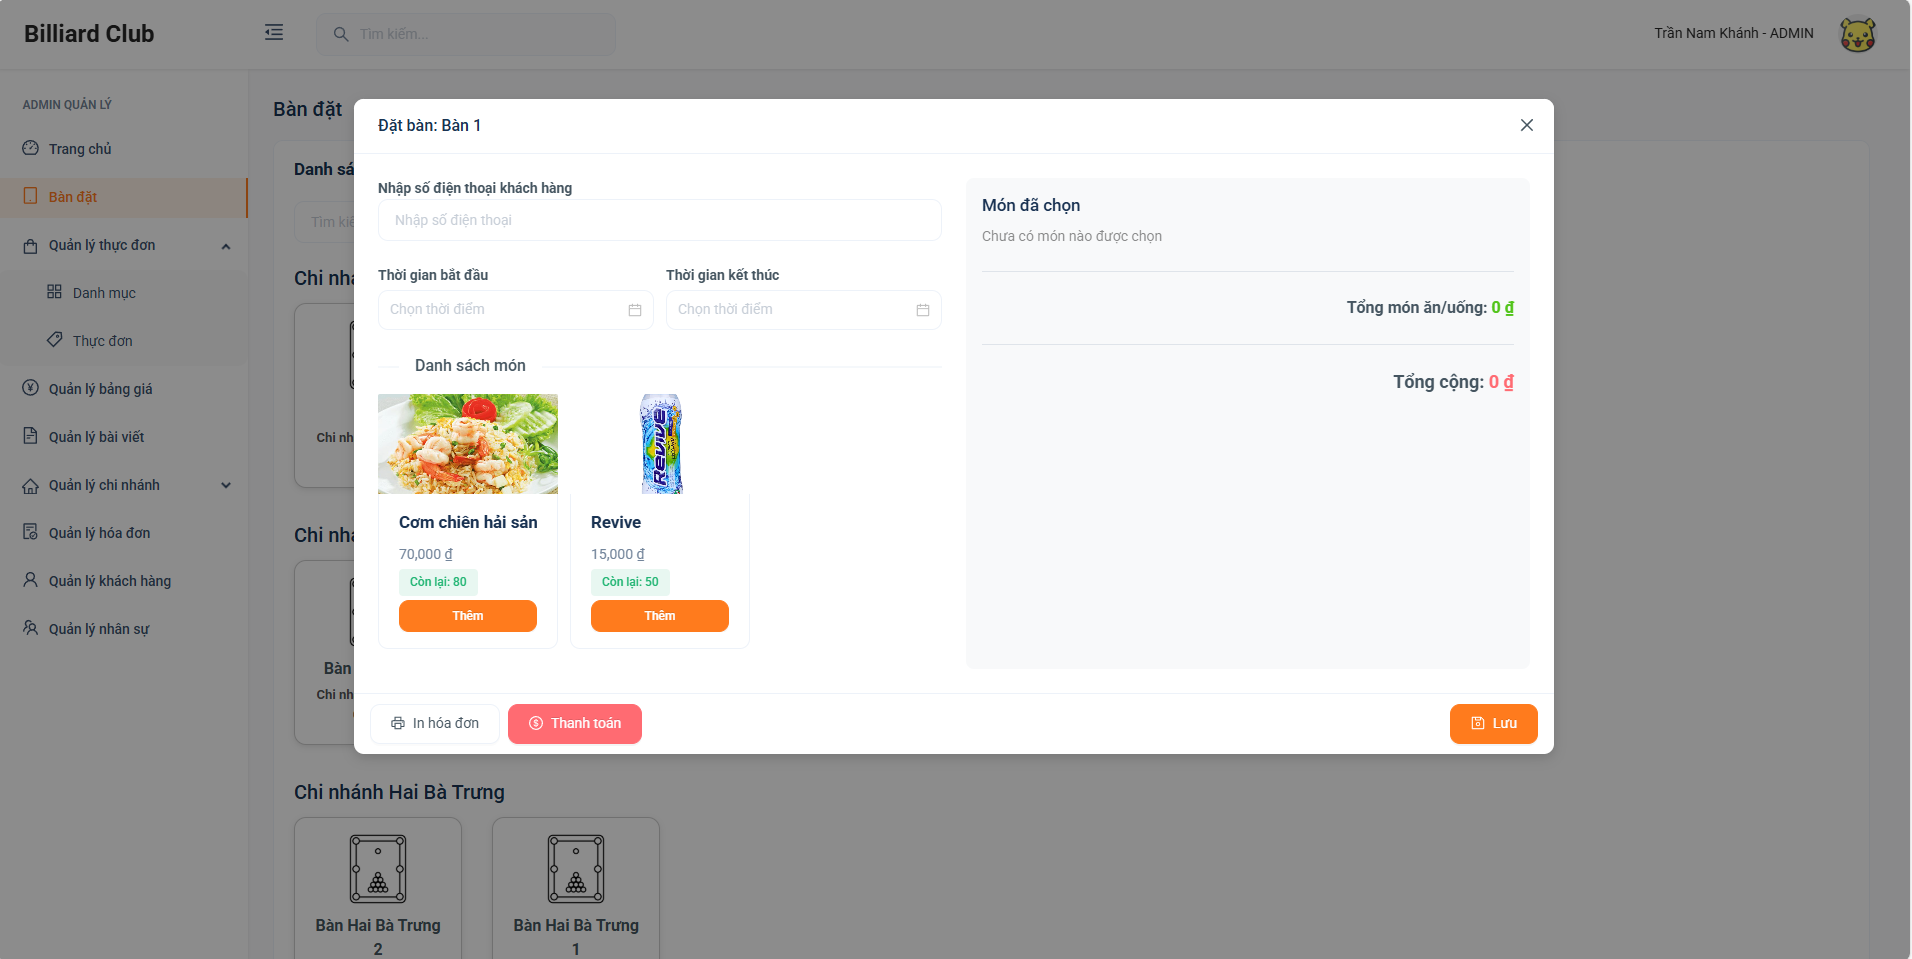 Billiard Club
Tìm kiếm...
Trần Nam Khánh - ADMIN
ADMIN QUẢN LÝ
Trang chủ
Bàn đặt
Quản lý thực đơn
Danh mục
Thực đơn
Quản lý bảng giá
Quản lý bài viết
Quản lý chi nhánh
Quản lý hóa đơn
Quản lý khách hàng
Quản lý nhân sự
Bàn đặt
Danh sá
Tìm kiế
Chi nhá
Chi nh
Chi nhá
Bàn
Chi nh
Chi nhánh Hai Bà Trưng
Bàn Hai Bà Trưng
2
Bàn Hai Bà Trưng
1
Đặt bàn: Bàn 1
Nhập số điện thoại khách hàng
Nhập số điện thoại
Thời gian bắt đầu
Thời gian kết thúc
Chọn thời điểm
Chọn thời điểm
Danh sách món
REVIVE
Cơm chiên hải sản
70,000 ₫
Còn lại: 80
Thêm
Revive
15,000 ₫
Còn lại: 50
Thêm
Món đã chọn
Chưa có món nào được chọn
Tổng món ăn/uống: 0 ₫
Tổng cộng: 0 ₫
In hóa đơn
Thanh toán
Lưu